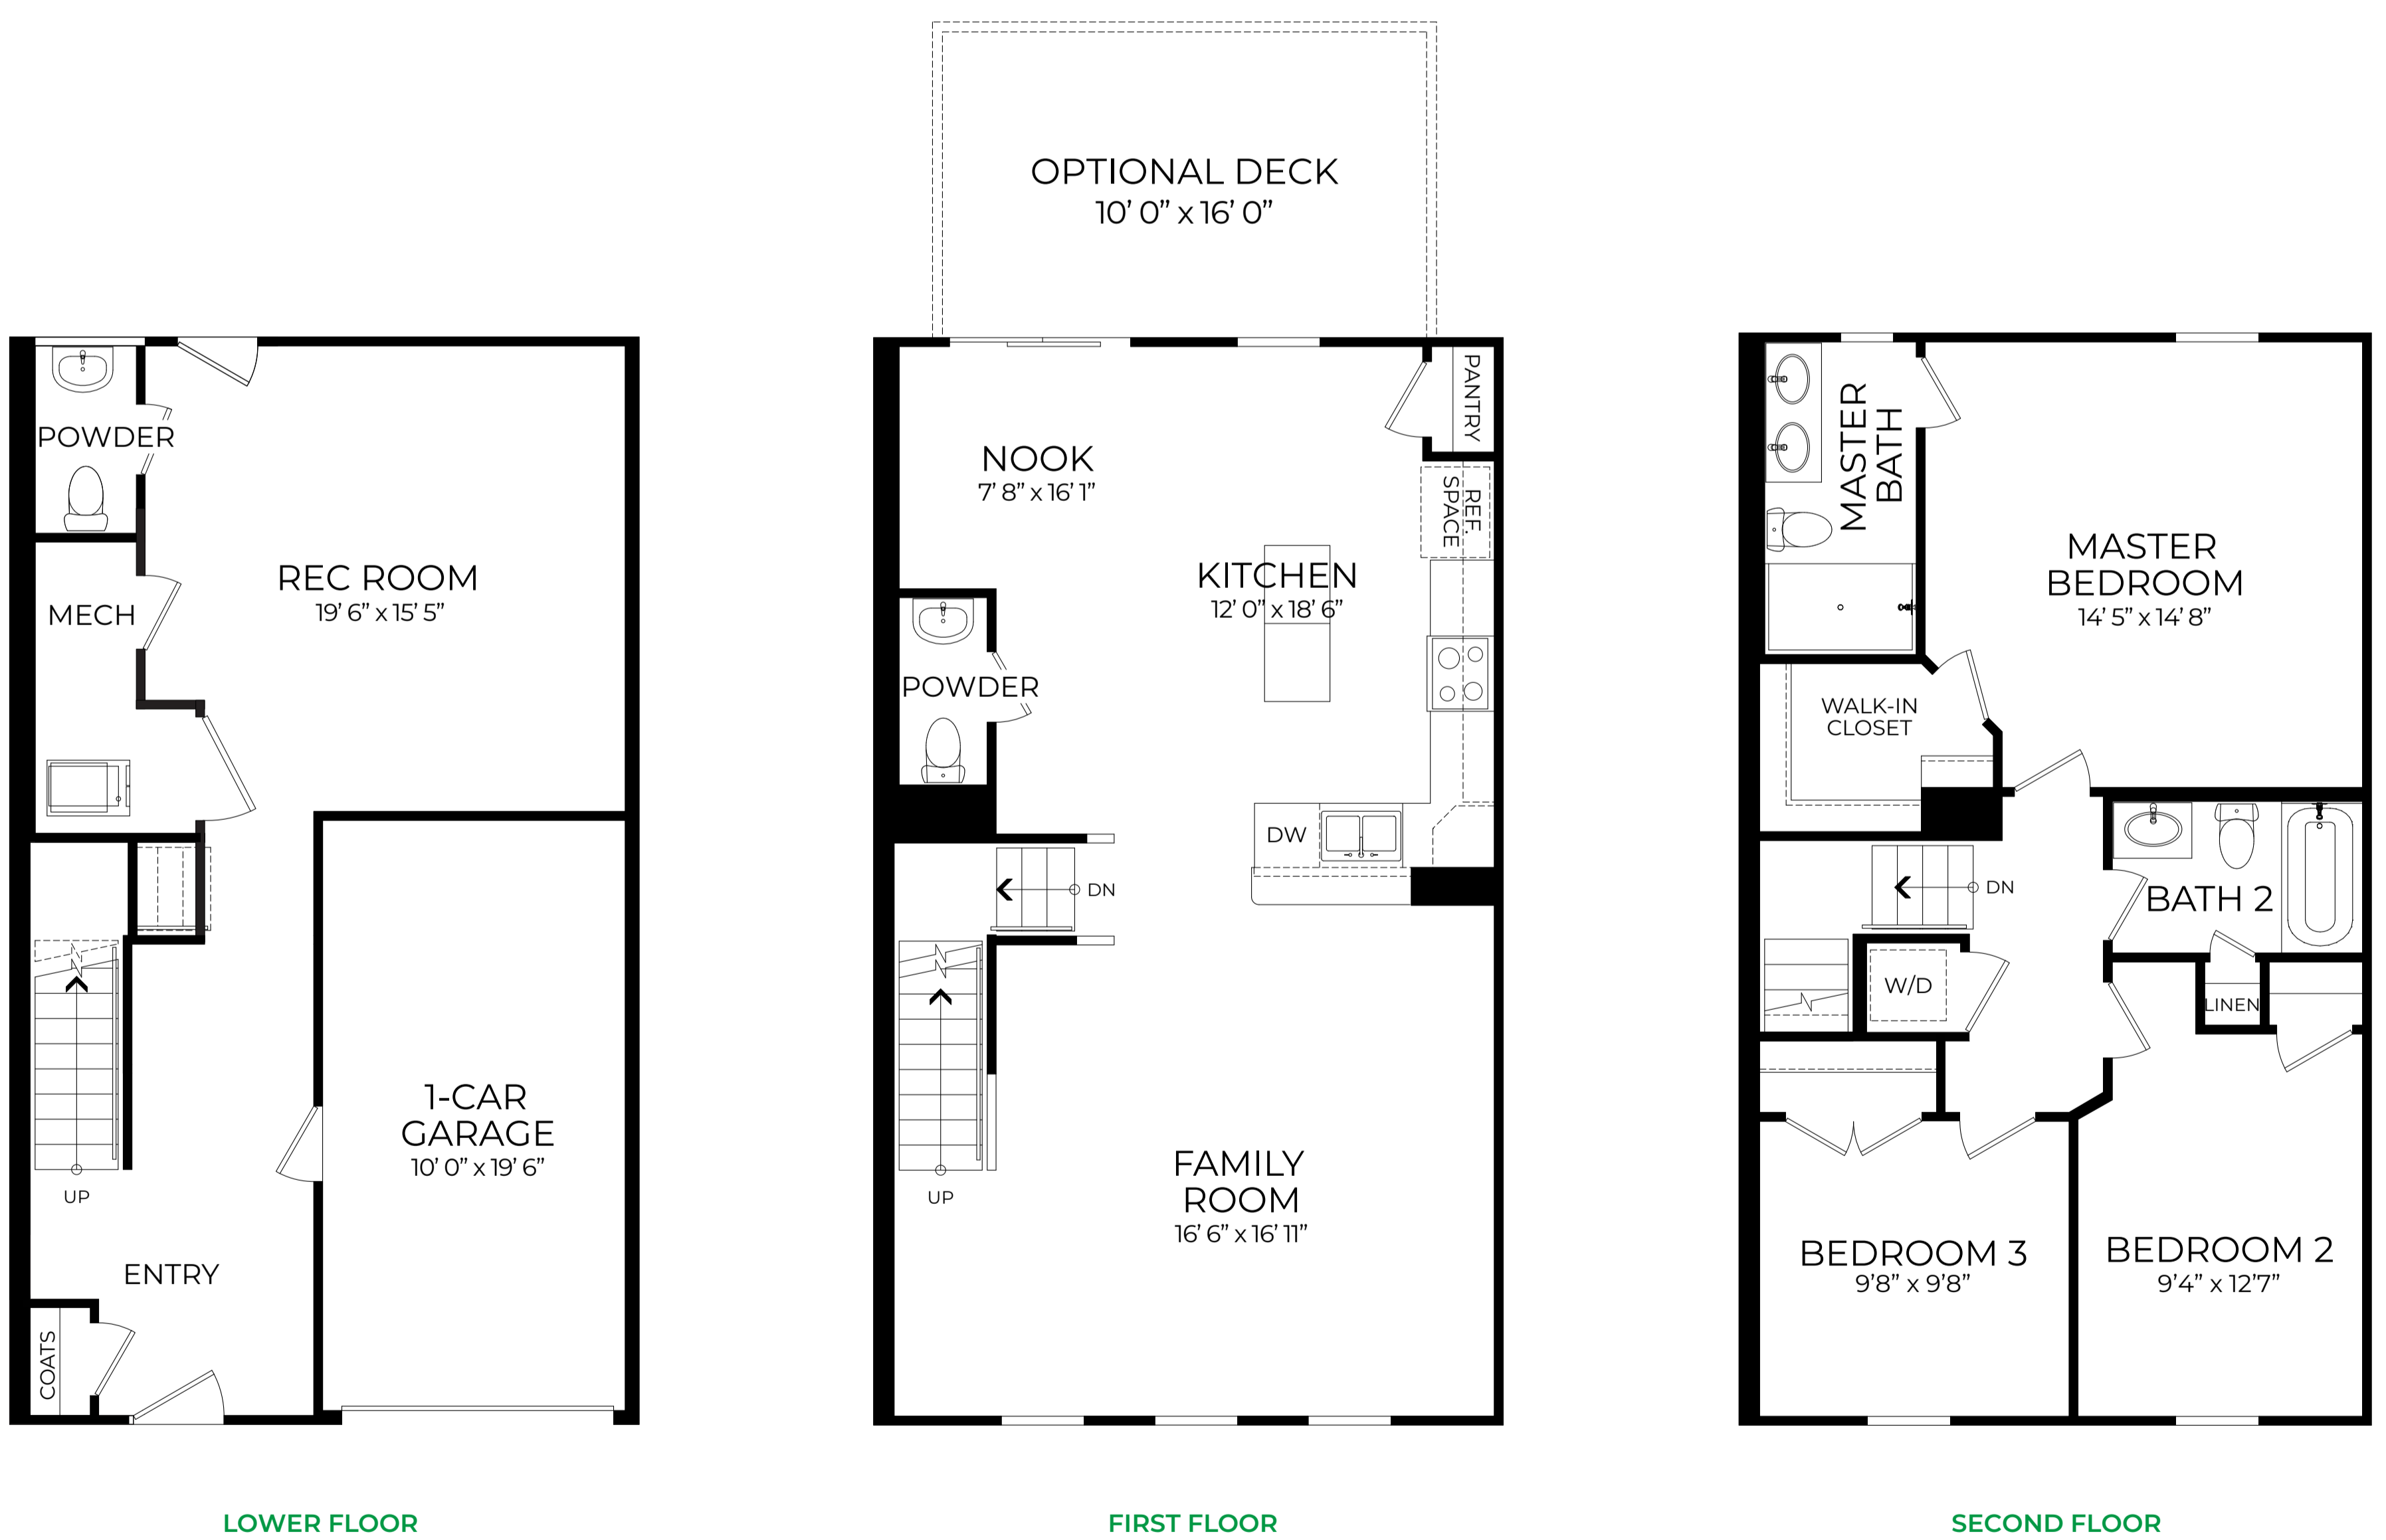 POWDER
MECH
REC ROOM
19’ 6” x 15’ 5”
1-CAR
GARAGE
10’ 0” x 19’ 6”
UP
ENTRY
COATS
LOWER FLOOR
OPTIONAL DECK
10’ 0” x 16’ 0”
PANTRY
NOOK
7’ 8” x 16’ 1”
REF.
SPACE
KITCHEN
12’ 0” x 18’ 6”
POWDER
DW
DN
UP
FAMILY
ROOM
16’ 6” x 16’ 11”
FIRST FLOOR
MASTER
BATH
MASTER
BEDROOM
14’ 5” x 14’ 8”
WALK-IN
CLOSET
DN
BATH 2
W/D
LINEN
BEDROOM 3
9’8” x 9’8”
BEDROOM 2
9’4” x 12’7”
SECOND FLOOR